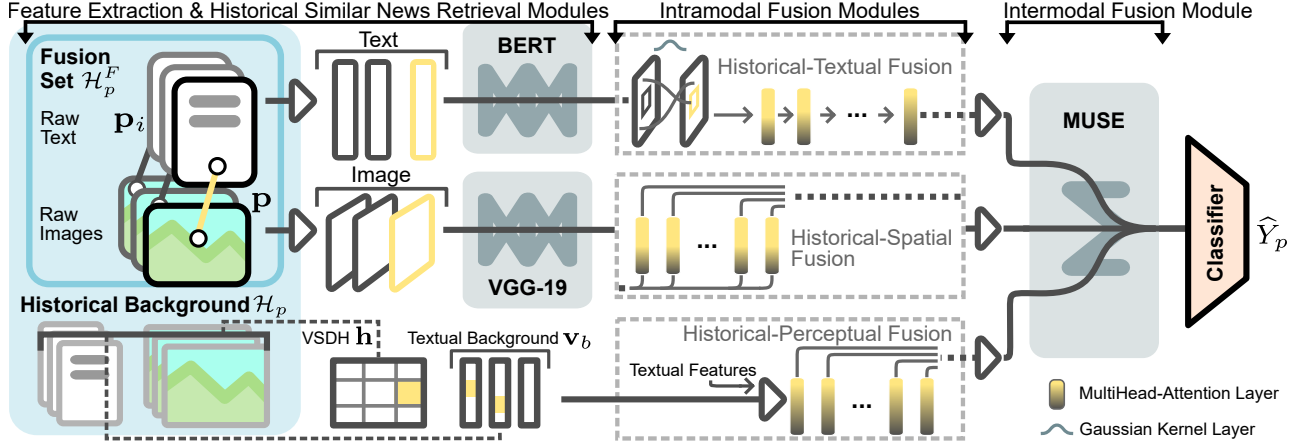 Feature Extraction & Historical Similar News Retrieval Modules
Intramodal Fusion Modules
Intermodal Fusion Module
Fusion
Set $\mathcal{H}_p^F$
Raw
Text
$\mathbf{p}_i$
$\mathbf{p}$
Raw
Images
Text
BERT
Image
VGG-19
Historical-Textual Fusion
...
...
Historical-Spatial
Fusion
MUSE
Classifier
$\widehat{Y}_p$
Historical Background $\mathcal{H}_p$
VSDH $\mathbf{h}$
Textual Background $\mathbf{v}_b$
Historical-Perceptual Fusion
Textual Features
...
MultiHead-Attention Layer
Gaussian Kernel Layer